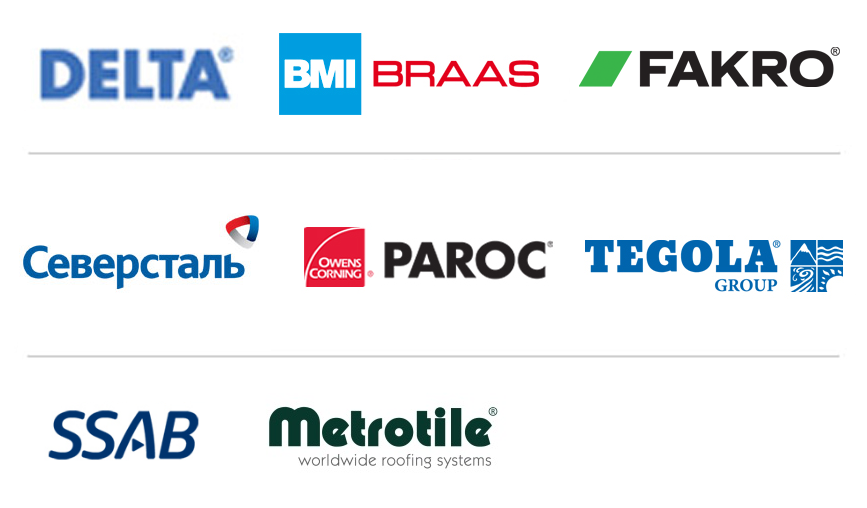 DELTA®
BMI BRAAS
FAKRO®
Северсталь
OWENS
CORNING®
PAROC®
TEGOLA®
GROUP
SSAB
Metrotile®
worldwide roofing systems